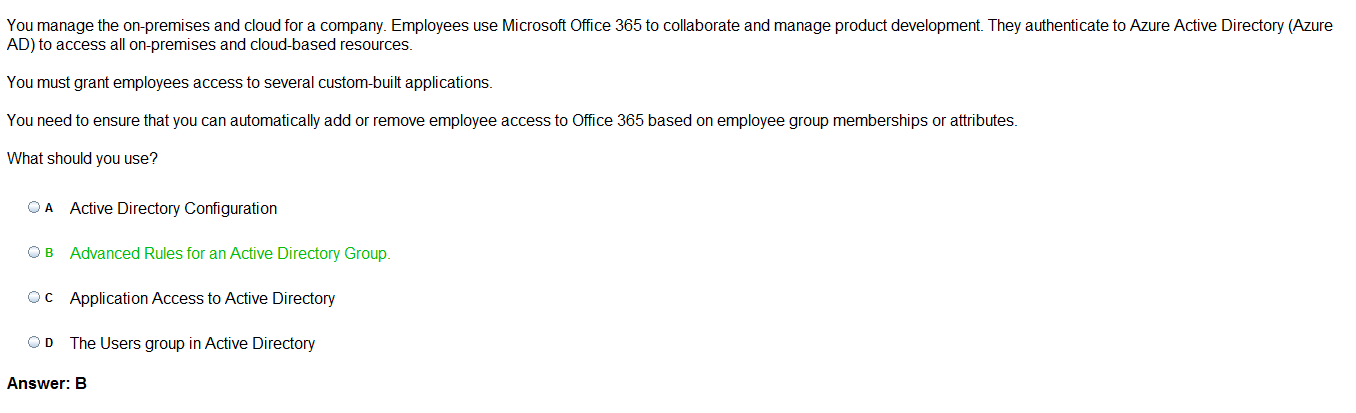 You manage the on-premises and cloud for a company. Employees use Microsoft Office 365 to collaborate and manage product development. They authenticate to Azure Active Directory (Azure
AD) to access all on-premises and cloud-based resources.
You must grant employees access to several custom-built applications.
You need to ensure that you can automatically add or remove employee access to Office 365 based on employee group memberships or attributes.
What should you use?
A Active Directory Configuration
B Advanced Rules for an Active Directory Group.
C Application Access to Active Directory
D The Users group in Active Directory
Answer: B